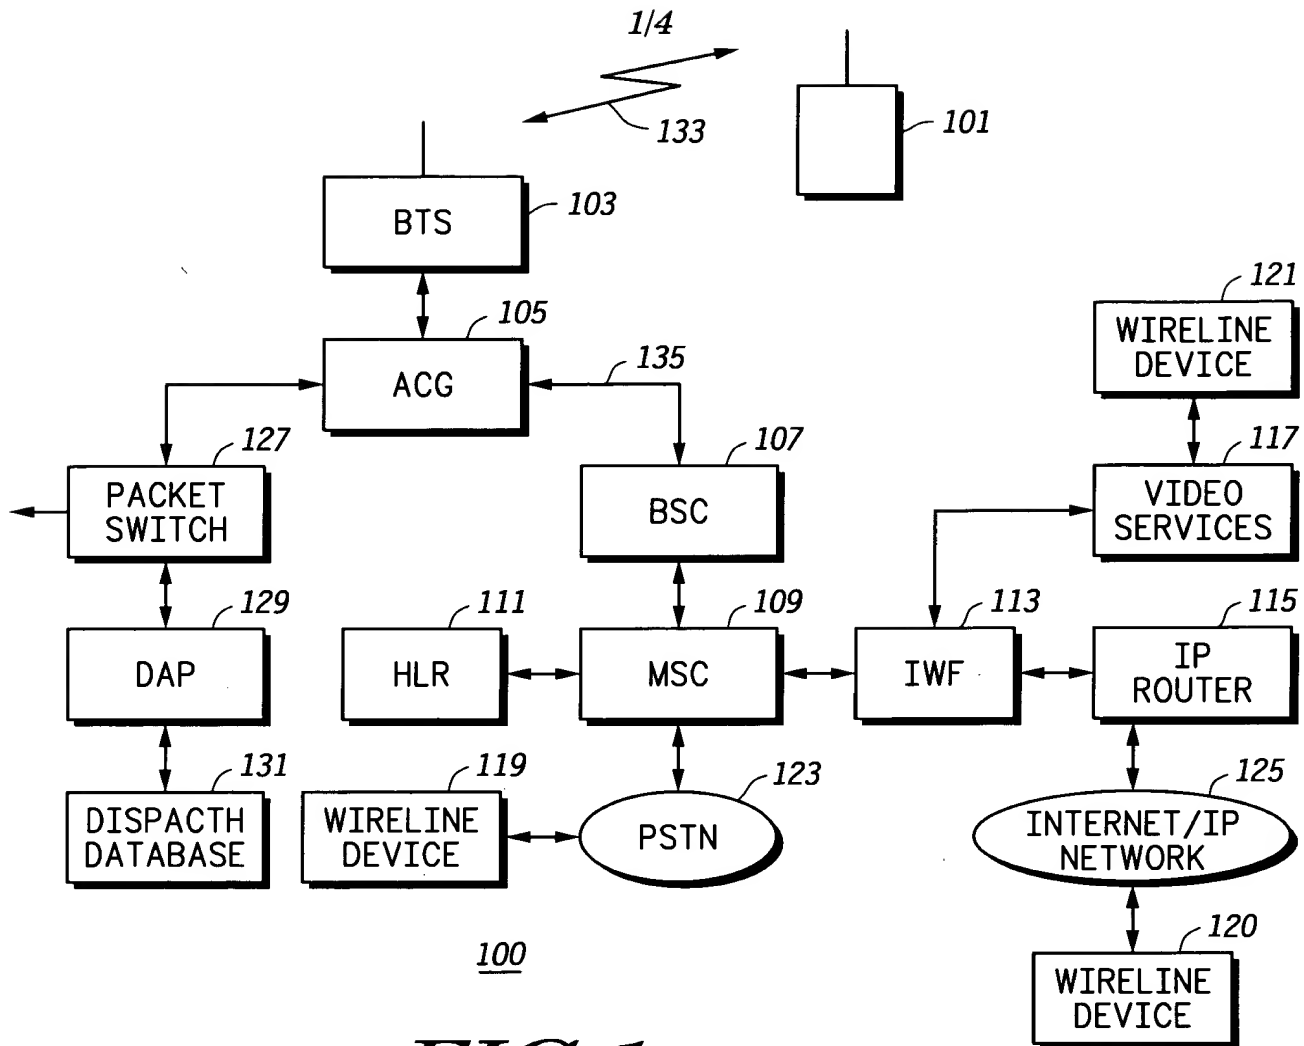 1/4
133
101
BTS
103
105
ACG
135
121
WIRELINE
DEVICE
127
PACKET
SWITCH
107
BSC
117
VIDEO
SERVICES
129
DAP
111
HLR
109
MSC
113
IWF
115
IP
ROUTER
131
DISPACTH
DATABASE
119
WIRELINE
DEVICE
123
PSTN
125
INTERNET/IP
NETWORK
100
120
WIRELINE
DEVICE
FIG.1